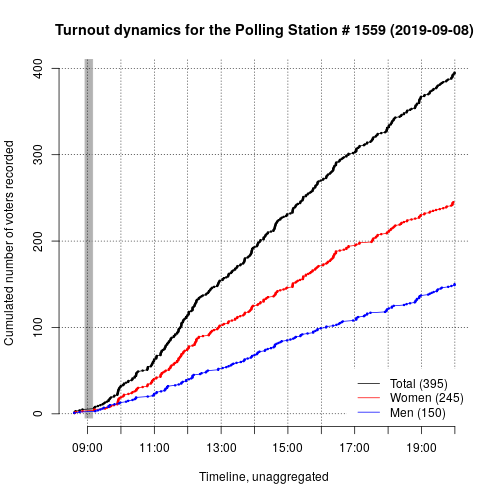 Turnout dynamics for the Polling Station # 1559 (2019-09-08)
Cumulated number of voters recorded
400
300
200
100
0
Total (395)
Women (245)
Men (150)
09:00 11:00 13:00 15:00 17:00 19:00
Timeline, unaggregated